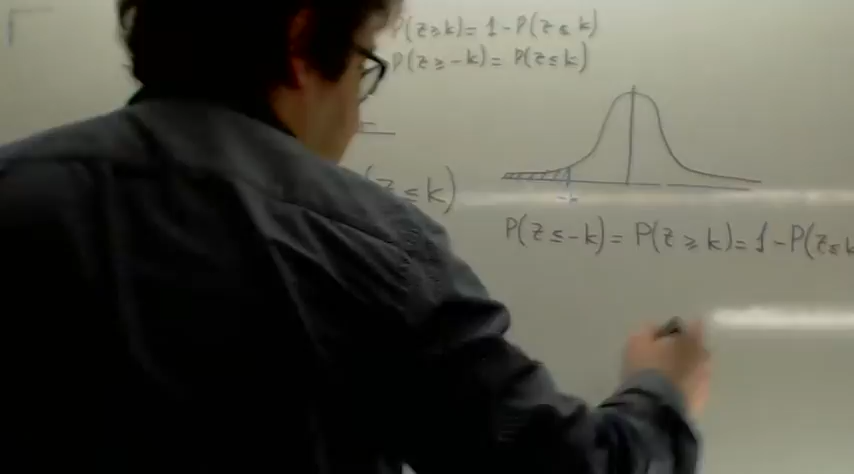 P(z≥k)= 1-P(z≤k)
P(z≥-k)= P(z≤k)
(z≤k)
-k
P(z≤-k)= P(z≥k)= 1-P(z≤k